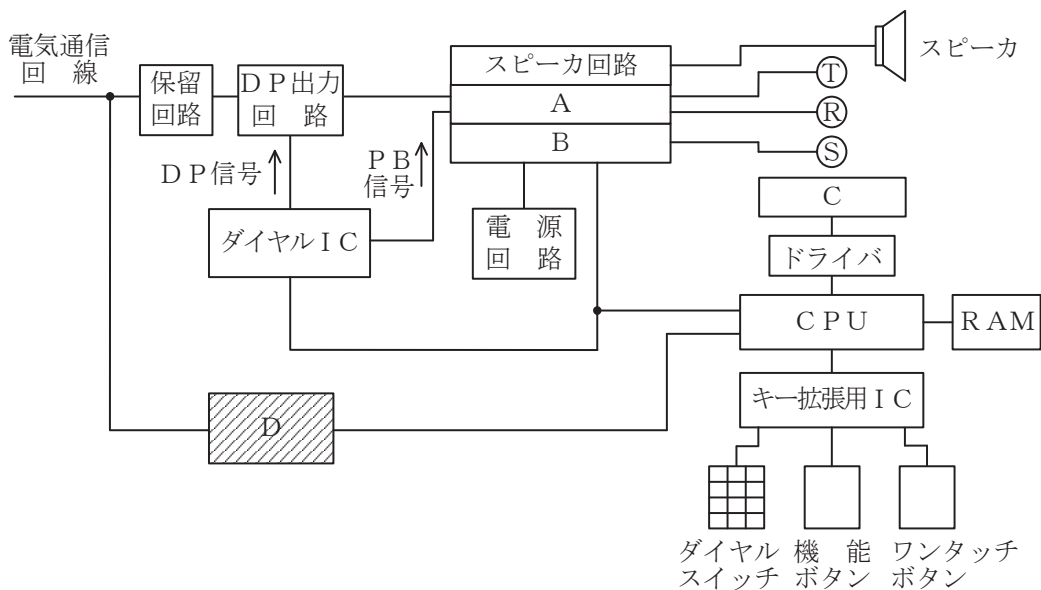 電気通信
回　線
保留
回路
ＤＰ出力
回　路
スピーカ回路
Ａ
Ｂ
スピーカ
Ｔ
Ｒ
Ｓ
ＤＰ信号
ＰＢ
信号
ダイヤルＩＣ
電　源
回　路
Ｃ
ドライバ
ＣＰＵ
ＲＡＭ
キー拡張用ＩＣ
Ｄ
ダイヤル
スイッチ
機　能
ボタン
ワンタッチ
ボタン